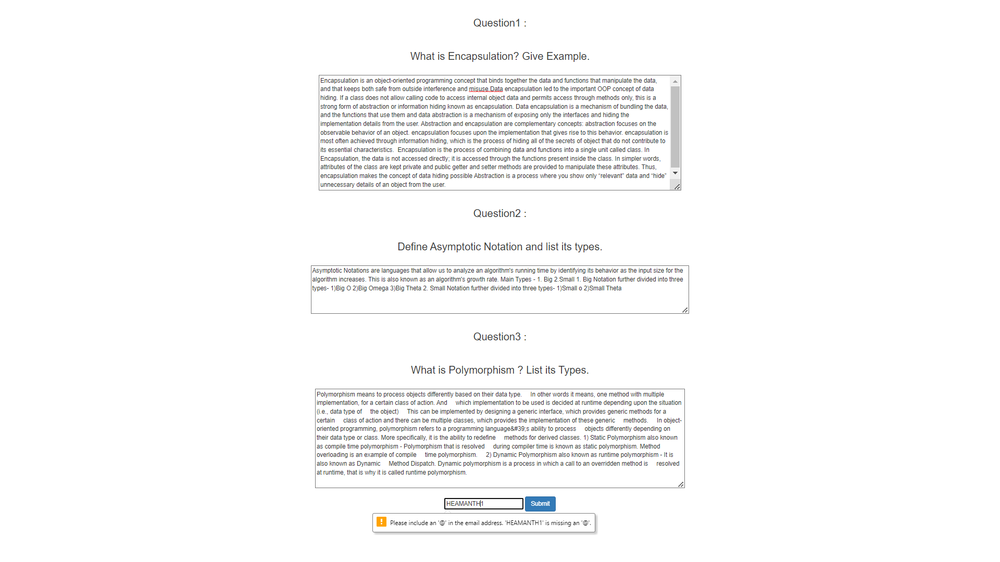 Question1 :
What is Encapsulation? Give Example.
Encapsulation is an object-oriented programming concept that binds together the data and functions that manipulate the data,
and that keeps both safe from outside interference and misuse.Data encapsulation led to the important OOP concept of data
hiding. If a class does not allow calling code to access internal object data and permits access through methods only, this is a
strong form of abstraction or information hiding known as encapsulation. Data encapsulation is a mechanism of bundling the data,
and the functions that use them and data abstraction is a mechanism of exposing only the interfaces and hiding the
implementation details from the user. Abstraction and encapsulation are complementary concepts: abstraction focuses on the
observable behavior of an object. encapsulation focuses upon the implementation that gives rise to this behavior. encapsulation is
most often achieved through information hiding, which is the process of hiding all of the secrets of object that do not contribute to
its essential characteristics.  Encapsulation is the process of combining data and functions into a single unit called class. In
Encapsulation, the data is not accessed directly; it is accessed through the functions present inside the class. In simpler words,
attributes of the class are kept private and public getter and setter methods are provided to manipulate these attributes. Thus,
encapsulation makes the concept of data hiding possible Abstraction is a process where you show only “relevant” data and “hide”
unnecessary details of an object from the user.
Question2 :
Define Asymptotic Notation and list its types.
Asymptotic Notations are languages that allow us to analyze an algorithm's running time by identifying its behavior as the input size for the
algorithm increases. This is also known as an algorithm's growth rate. Main Types - 1. Big 2.Small 1. Big Notation further divided into three
types- 1)Big O 2)Big Omega 3)Big Theta 2. Small Notation further divided into three types- 1)Small o 2)Small Theta
Question3 :
What is Polymorphism ? List its Types.
Polymorphism means to process objects differently based on their data type.     In other words it means, one method with multiple
implementation, for a certain class of action. And     which implementation to be used is decided at runtime depending upon the situation
(i.e., data type of     the object)     This can be implemented by designing a generic interface, which provides generic methods for a
certain     class of action and there can be multiple classes, which provides the implementation of these generic     methods.     In object-
oriented programming, polymorphism refers to a programming language&#39;s ability to process     objects differently depending on
their data type or class. More specifically, it is the ability to redefine     methods for derived classes. 1) Static Polymorphism also known
as compile time polymorphism - Polymorphism that is resolved     during compiler time is known as static polymorphism. Method
overloading is an example of compile     time polymorphism.     2) Dynamic Polymorphism also known as runtime polymorphism - It is
also known as Dynamic     Method Dispatch. Dynamic polymorphism is a process in which a call to an overridden method is     resolved
at runtime, that is why it is called runtime polymorphism.
HEAMANTH1 Submit
Please include an '@' in the email address. 'HEAMANTH1' is missing an '@'.